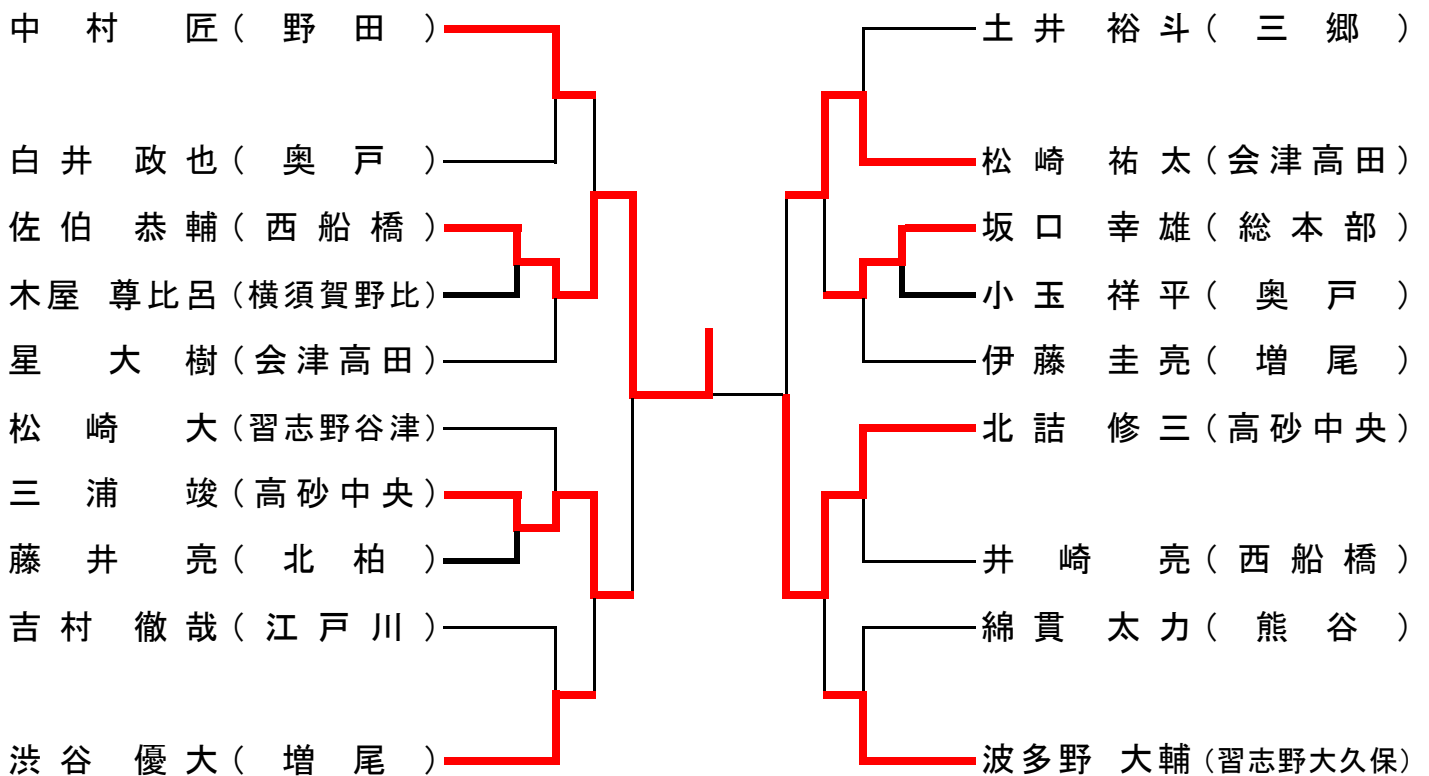 中村 匠(野田)
白井 政也(奥戸)
佐伯 恭輔(西船橋)
木屋 尊比呂(横須賀野比)
星 大樹(会津高田)
松崎 大(習志野谷津)
三浦 竣(高砂中央)
藤井 亮(北柏)
吉村 徹哉(江戸川)
渋谷 優大(増尾)
土井 裕斗(三郷)
松崎 祐太(会津高田)
坂口 幸雄(総本部)
小玉 祥平(奥戸)
伊藤 圭亮(増尾)
北詰 修三(高砂中央)
井崎 亮(西船橋)
綿貫 太力(熊谷)
波多野 大輔(習志野大久保)